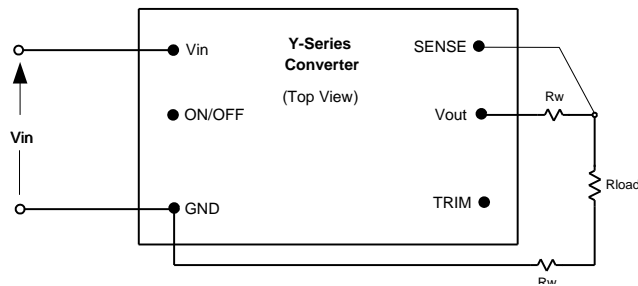 Y-Series
Converter
(Top View)
Vin
SENSE
ON/OFF
Vout
Rw
Vin
Rload
GND
TRIM
Rw